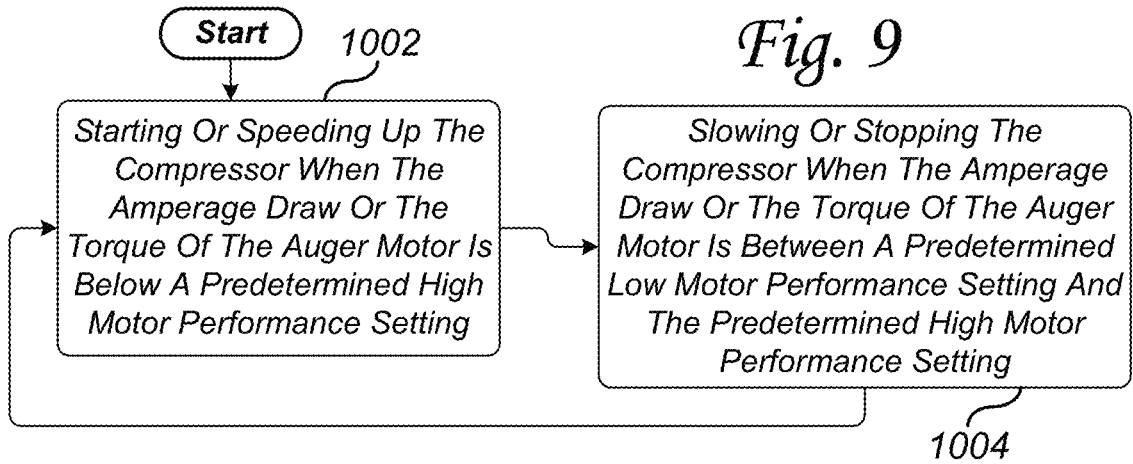 Start
1002
Fig. 9
Starting Or Speeding Up The
Compressor When The
Amperage Draw Or The
Torque Of The Auger Motor Is
Below A Predetermined High
Motor Performance Setting
Slowing Or Stopping The
Compressor When The Amperage
Draw Or The Torque Of The Auger
Motor Is Between A Predetermined
Low Motor Performance Setting And
The Predetermined High Motor
Performance Setting
1004